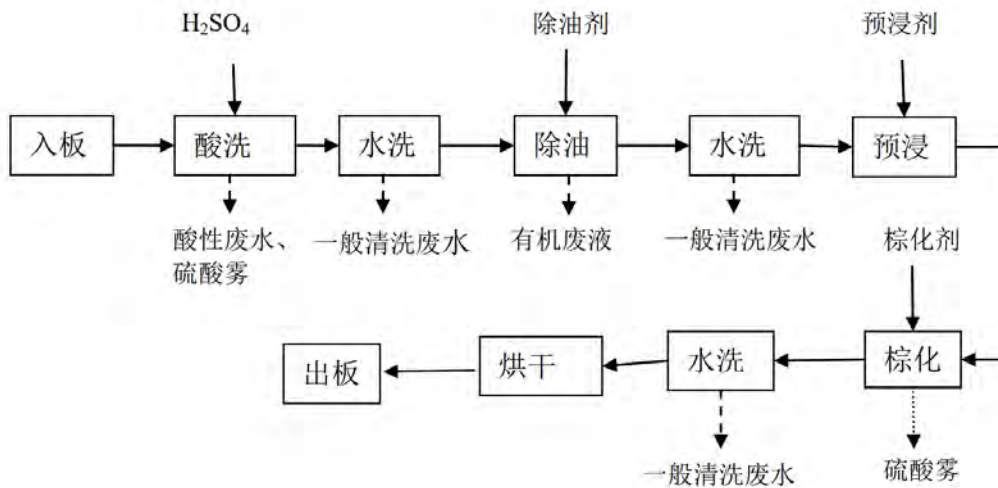 H₂SO₄
除油剂
预浸剂
入板
酸洗
水洗
除油
水洗
预浸
酸性废水、
硫酸雾
一般清洗废水
有机废液
一般清洗废水
棕化剂
出板
烘干
水洗
棕化
一般清洗废水
硫酸雾